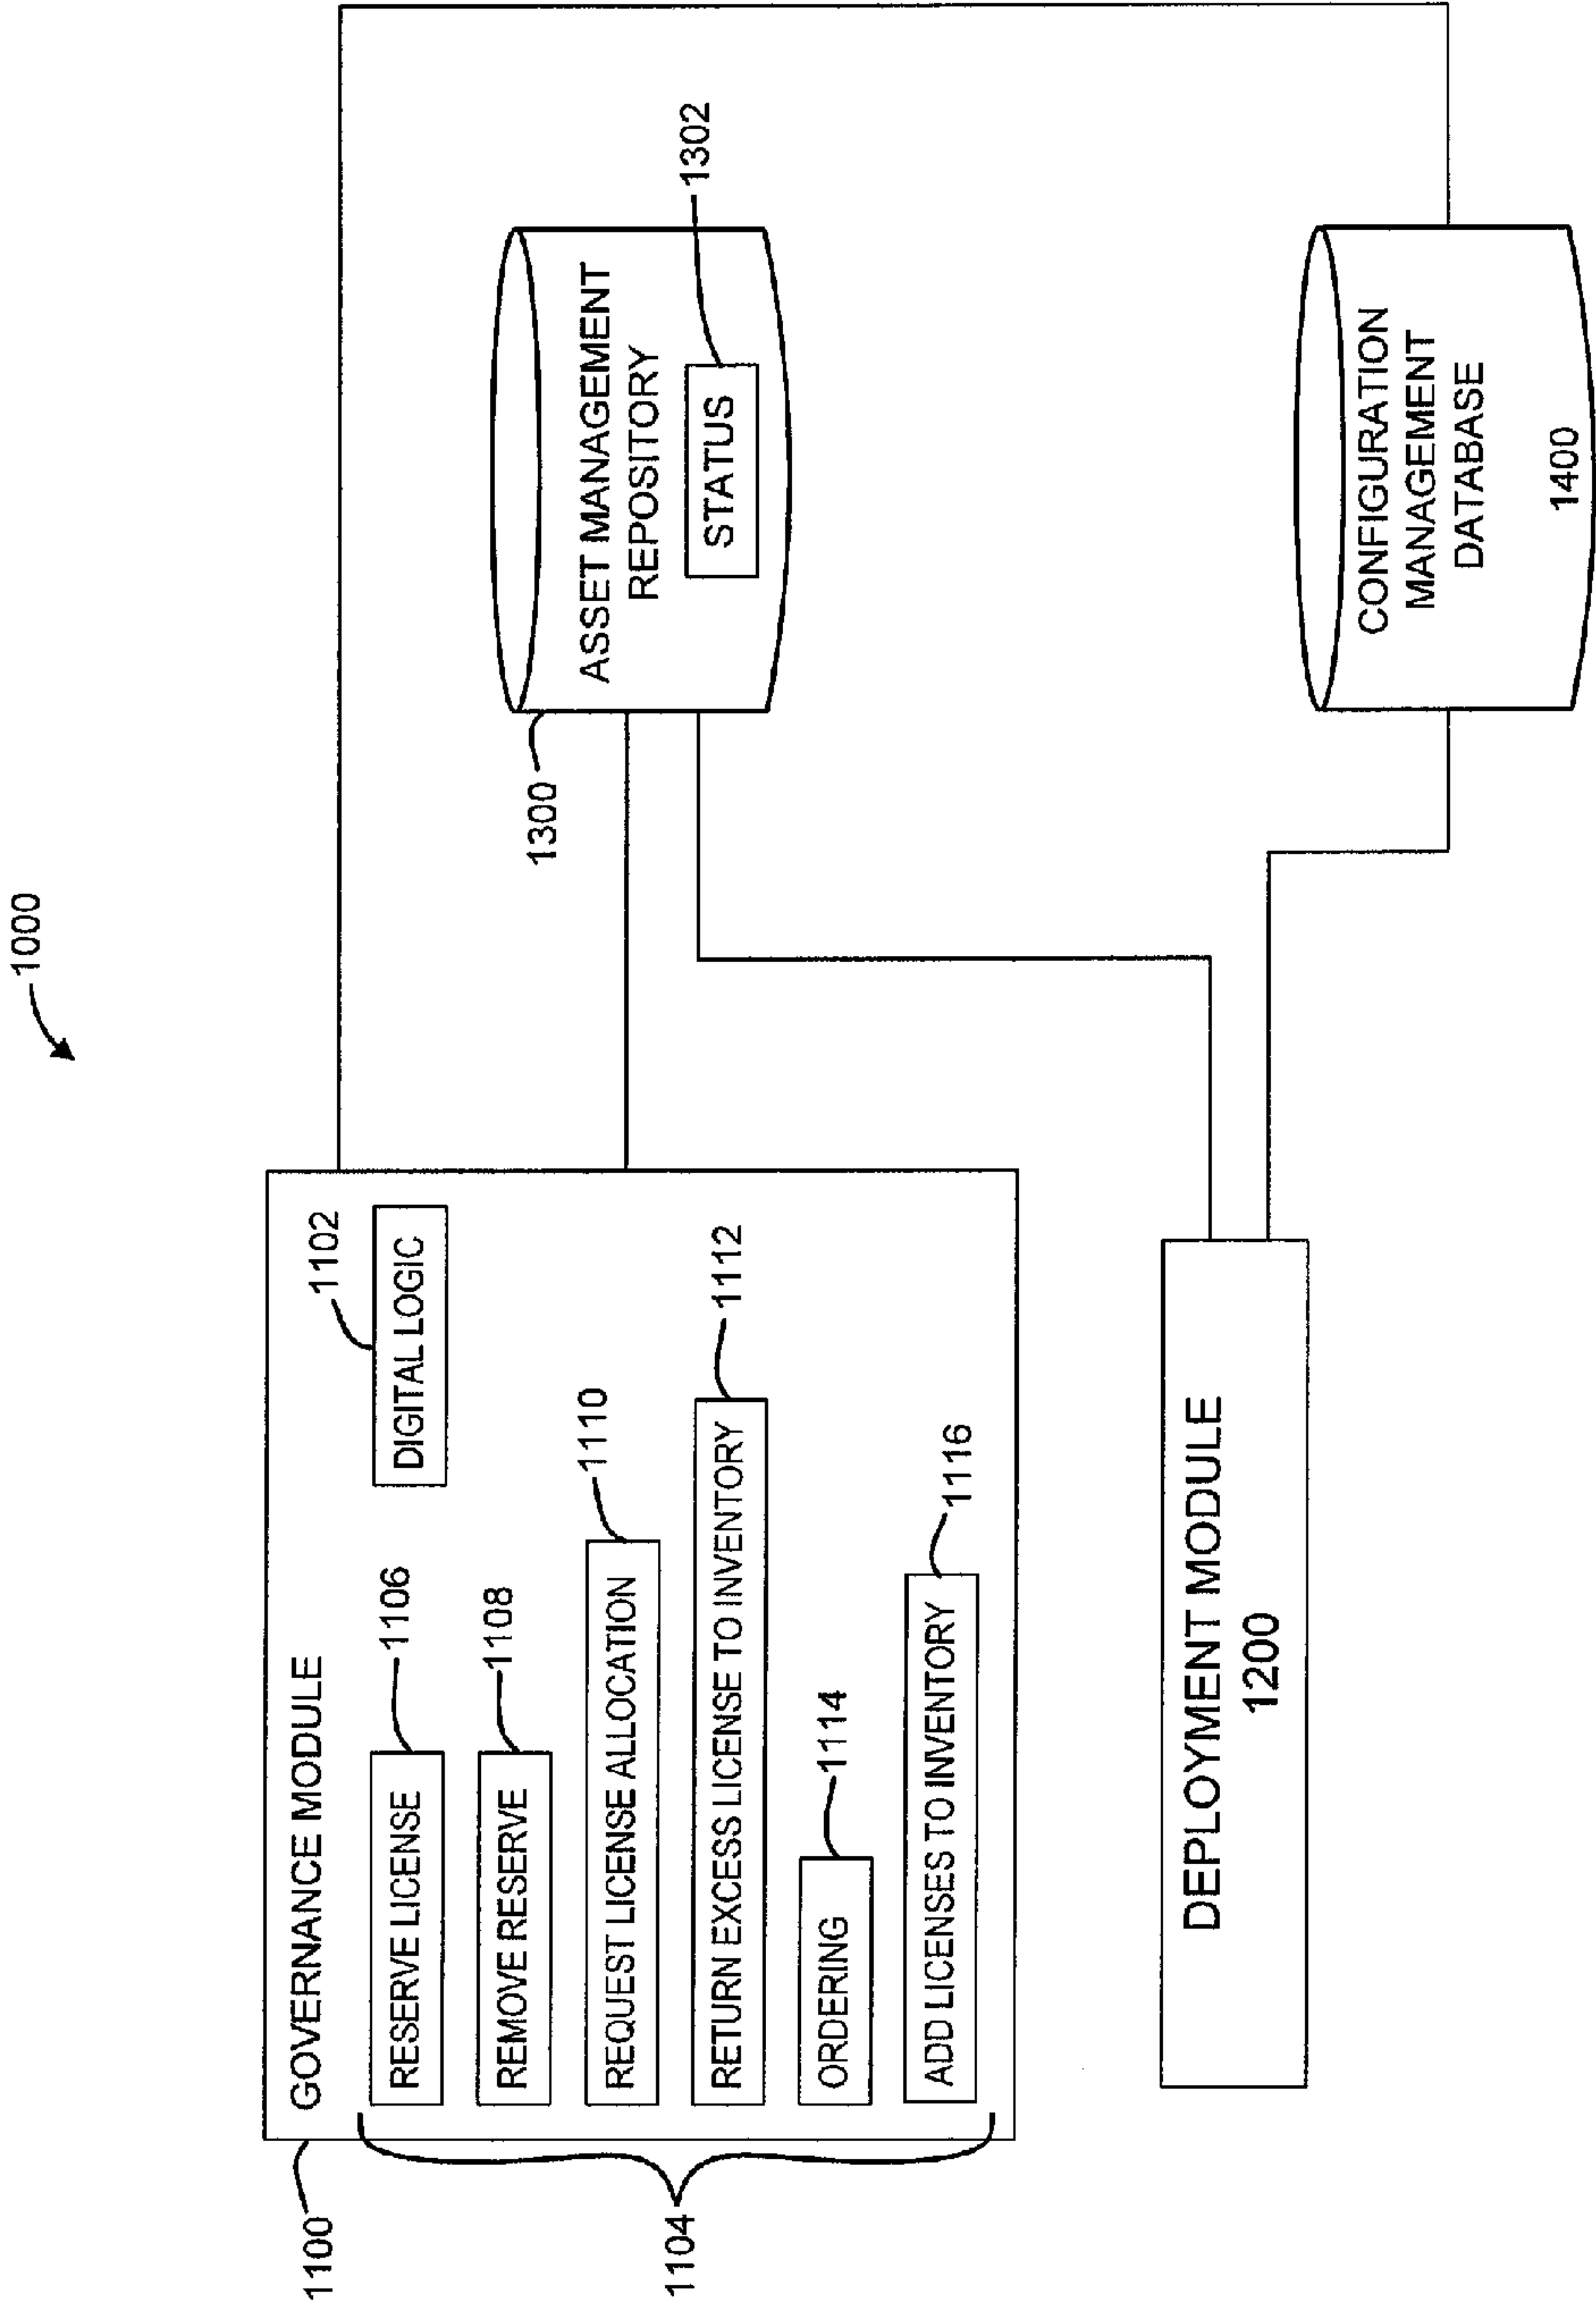 1000
1100
GOVERNANCE MODULE
1102
DIGITAL LOGIC
1104
RESERVE LICENSE
1106
REMOVE RESERVE
1108
REQUEST LICENSE ALLOCATION
1110
RETURN EXCESS LICENSE TO INVENTORY
1112
ORDERING
1114
ADD LICENSES TO INVENTORY
1116
1300
ASSET MANAGEMENT
REPOSITORY
STATUS
1302
DEPLOYMENT MODULE
1200
CONFIGURATION
MANAGEMENT
DATABASE
1400